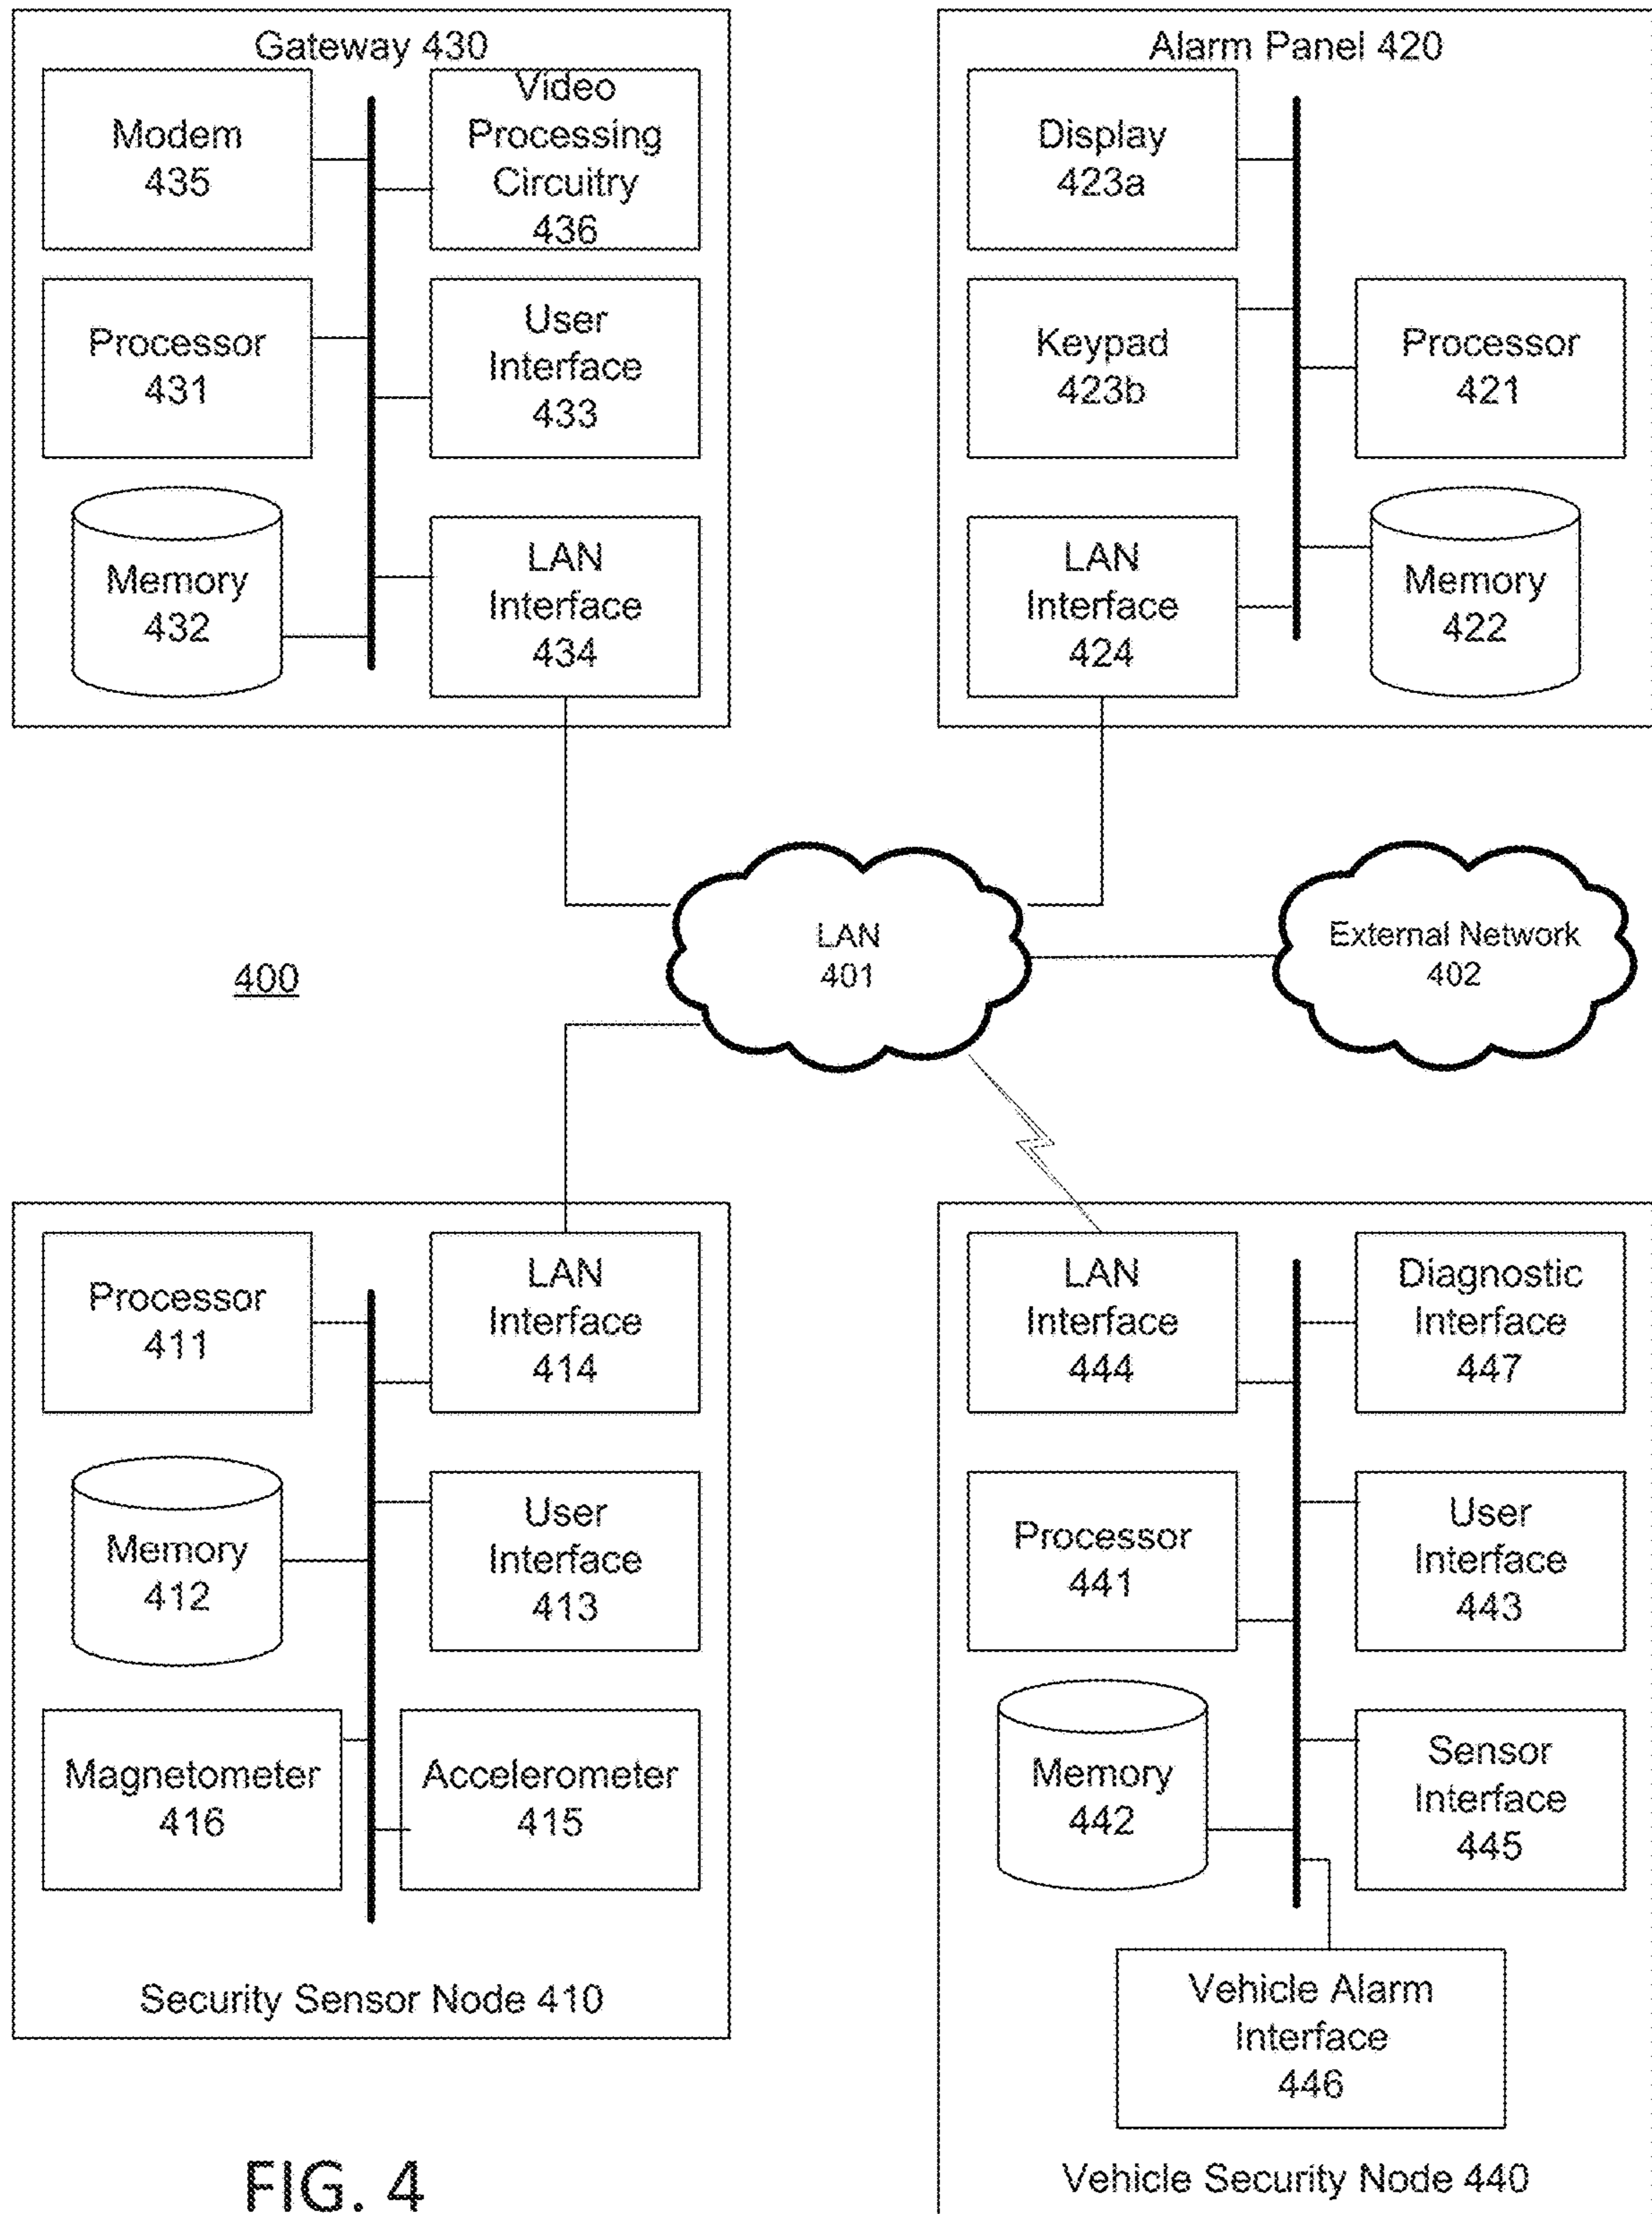 Gateway 430
Modem
435
Video
Processing
Circuitry
436
Processor
431
User
Interface
433
Memory
432
LAN
Interface
434
Alarm Panel 420
Display
423a
Keypad
423b
Processor
421
LAN
Interface
424
Memory
422
400
LAN
401
External Network
402
Processor
411
LAN
Interface
414
Memory
412
User
Interface
413
Magnetometer
416
Accelerometer
415
Security Sensor Node 410
LAN
Interface
444
Diagnostic
Interface
447
Processor
441
User
Interface
443
Memory
442
Sensor
Interface
445
Vehicle Alarm
Interface
446
Vehicle Security Node 440
FIG. 4